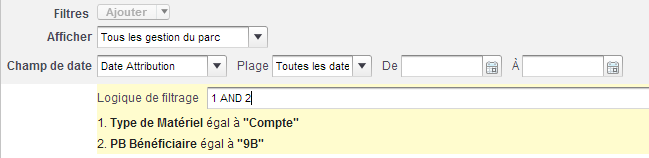 Filtres Ajouter
Afficher Tous les gestion du parc
Champ de date Date Attribution Plage Toutes les date De À
Logique de filtrage 1 AND 2
1. Type de Matériel égal à "Compte"
2. PB Bénéficiaire égal à "9B"